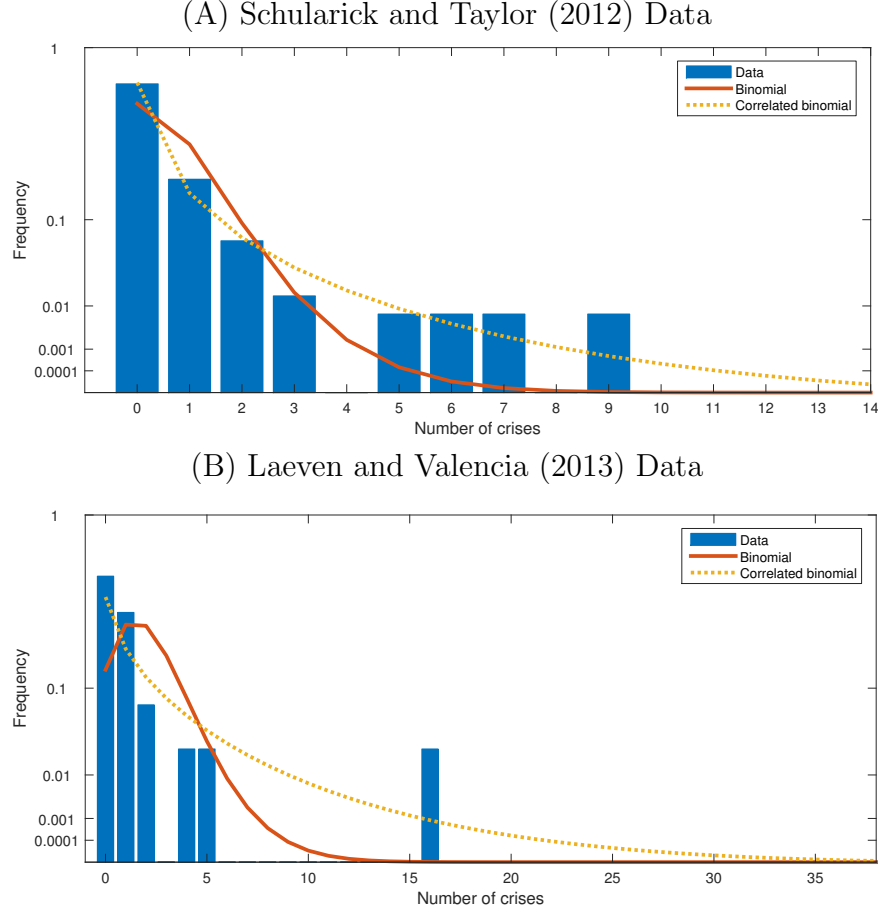 (A) Schularick and Taylor (2012) Data
1
0.1
0.01
0.001
0.0001
Frequency
Data
Binomial
Correlated binomial
0 1 2 3 4 5 6 7 8 9 10 11 12 13 14
Number of crises
(B) Laeven and Valencia (2013) Data
1
0.1
0.01
0.001
0.0001
Frequency
Data
Binomial
Correlated binomial
0 5 10 15 20 25 30 35
Number of crises